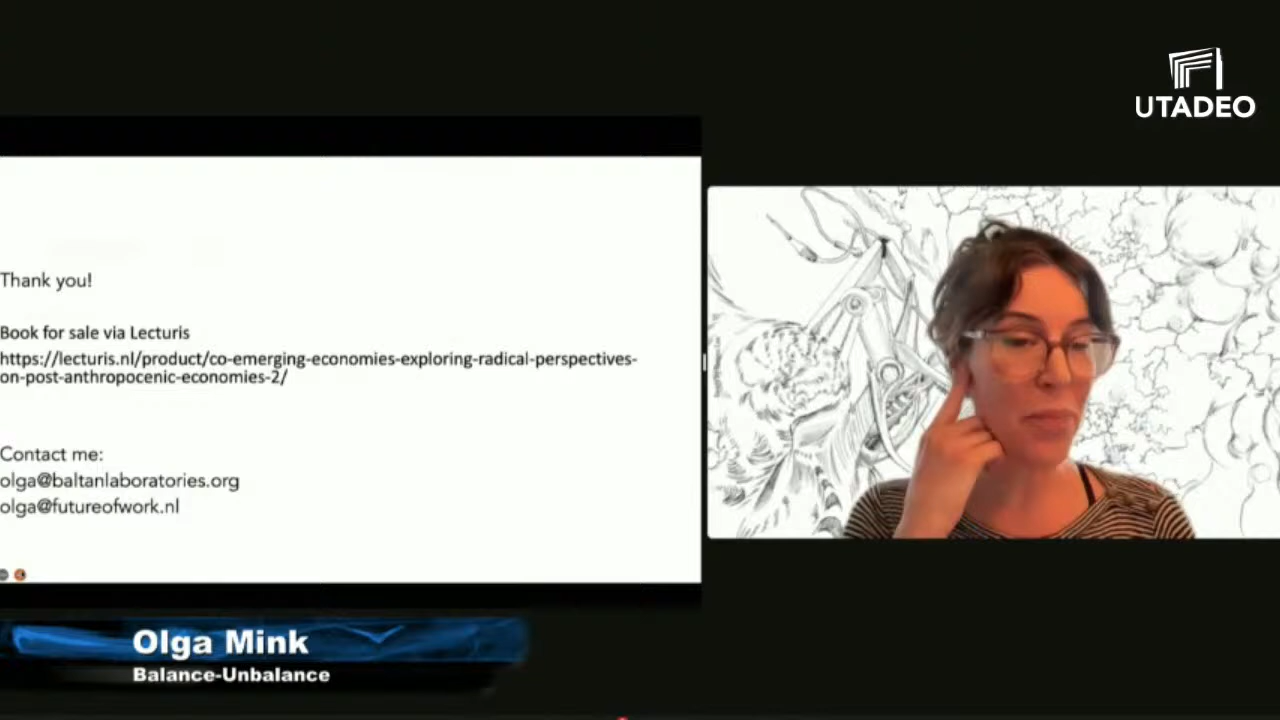 UTADEO
Thank you!
Book for sale via Lecturis
https://lecturis.nl/product/co-emerging-economies-exploring-radical-perspectives-
on-post-anthropocenic-economies-2/
Contact me:
olga@baltanlaboratories.org
olga@futureofwork.nl
Olga Mink
Balance-Unbalance